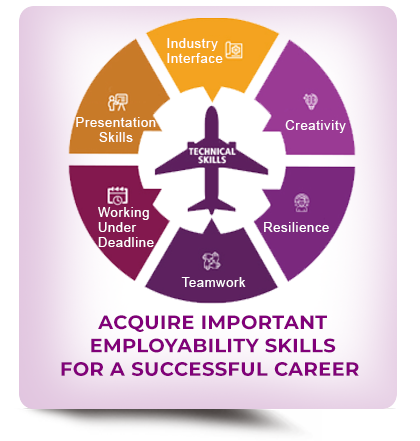 Industry
Interface
Presentation
Skills
Creativity
TECHNICAL
SKILLS
Working
Under
Deadline
Resilience
Teamwork
ACQUIRE IMPORTANT
EMPLOYABILITY SKILLS
FOR A SUCCESSFUL CAREER